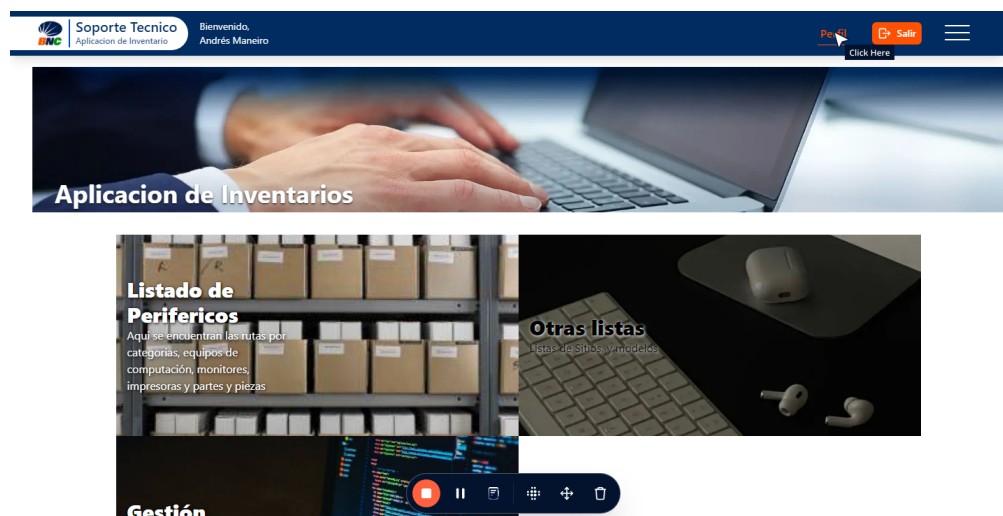 BNC
Soporte Tecnico
Aplicacion de Inventario
Bienvenido,
Andrés Maneiro
Perfil
Salir
Click Here
Aplicacion de Inventarios
Listado de
Perifericos
Aqui se encuentran las rutas por
categorias, equipos de
computación, monitores,
impresoras y partes y piezas
Otras listas
Listas de Sitios, y modelos
Gestión